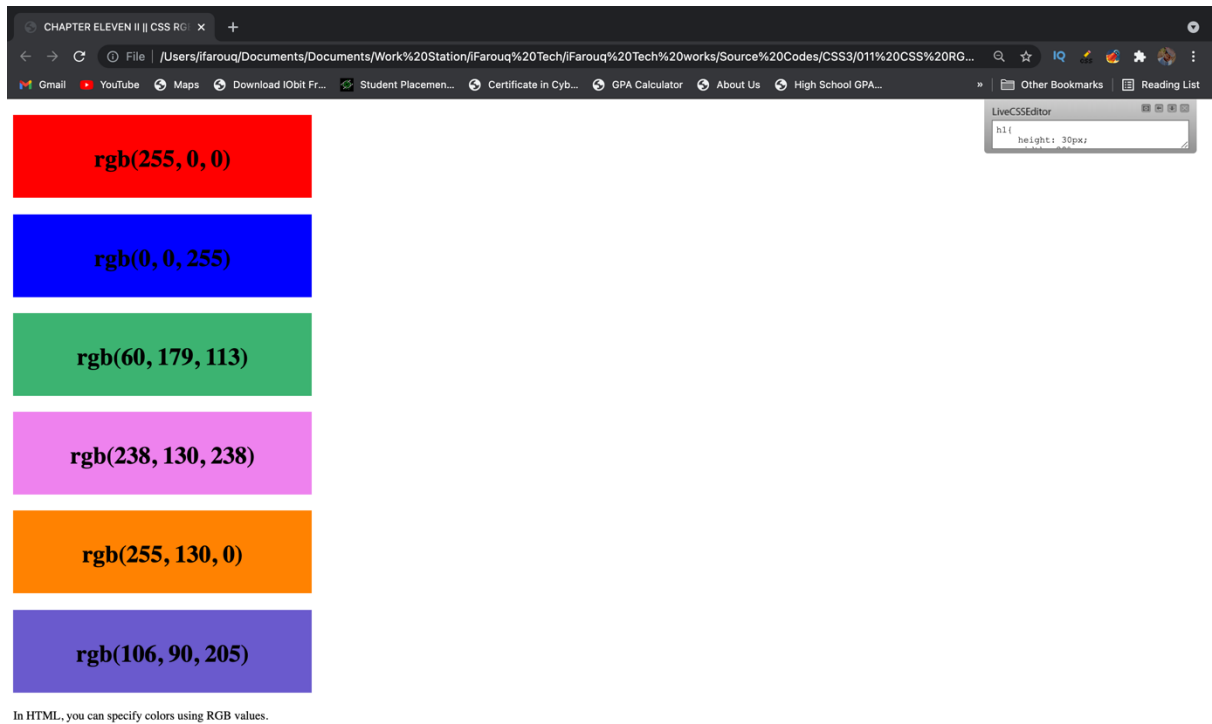 CHAPTER ELEVEN II || CSS RG
File | /Users/ifarouq/Documents/Documents/Work%20Station/iFarouq%20Tech/iFarouq%20Tech%20works/Source%20Codes/CSS3/011%20CSS%20RG...
IQ
Gmail YouTube Maps Download IObit Fr... Student Placemen... Certificate in Cyb... GPA Calculator About Us High School GPA... » Other Bookmarks Reading List
LiveCSSEditor
h1{
height: 30px;
rgb(255, 0, 0)
rgb(0, 0, 255)
rgb(60, 179, 113)
rgb(238, 130, 238)
rgb(255, 130, 0)
rgb(106, 90, 205)
In HTML, you can specify colors using RGB values.